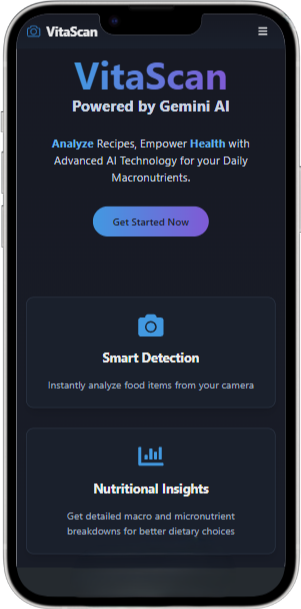 VitaScan
VitaScan
Powered by Gemini AI
Analyze Recipes, Empower Health with
Advanced AI Technology for your Daily
Macronutrients.
Get Started Now
Smart Detection
Instantly analyze food items from your camera
Nutritional Insights
Get detailed macro and micronutrient
breakdowns for better dietary choices